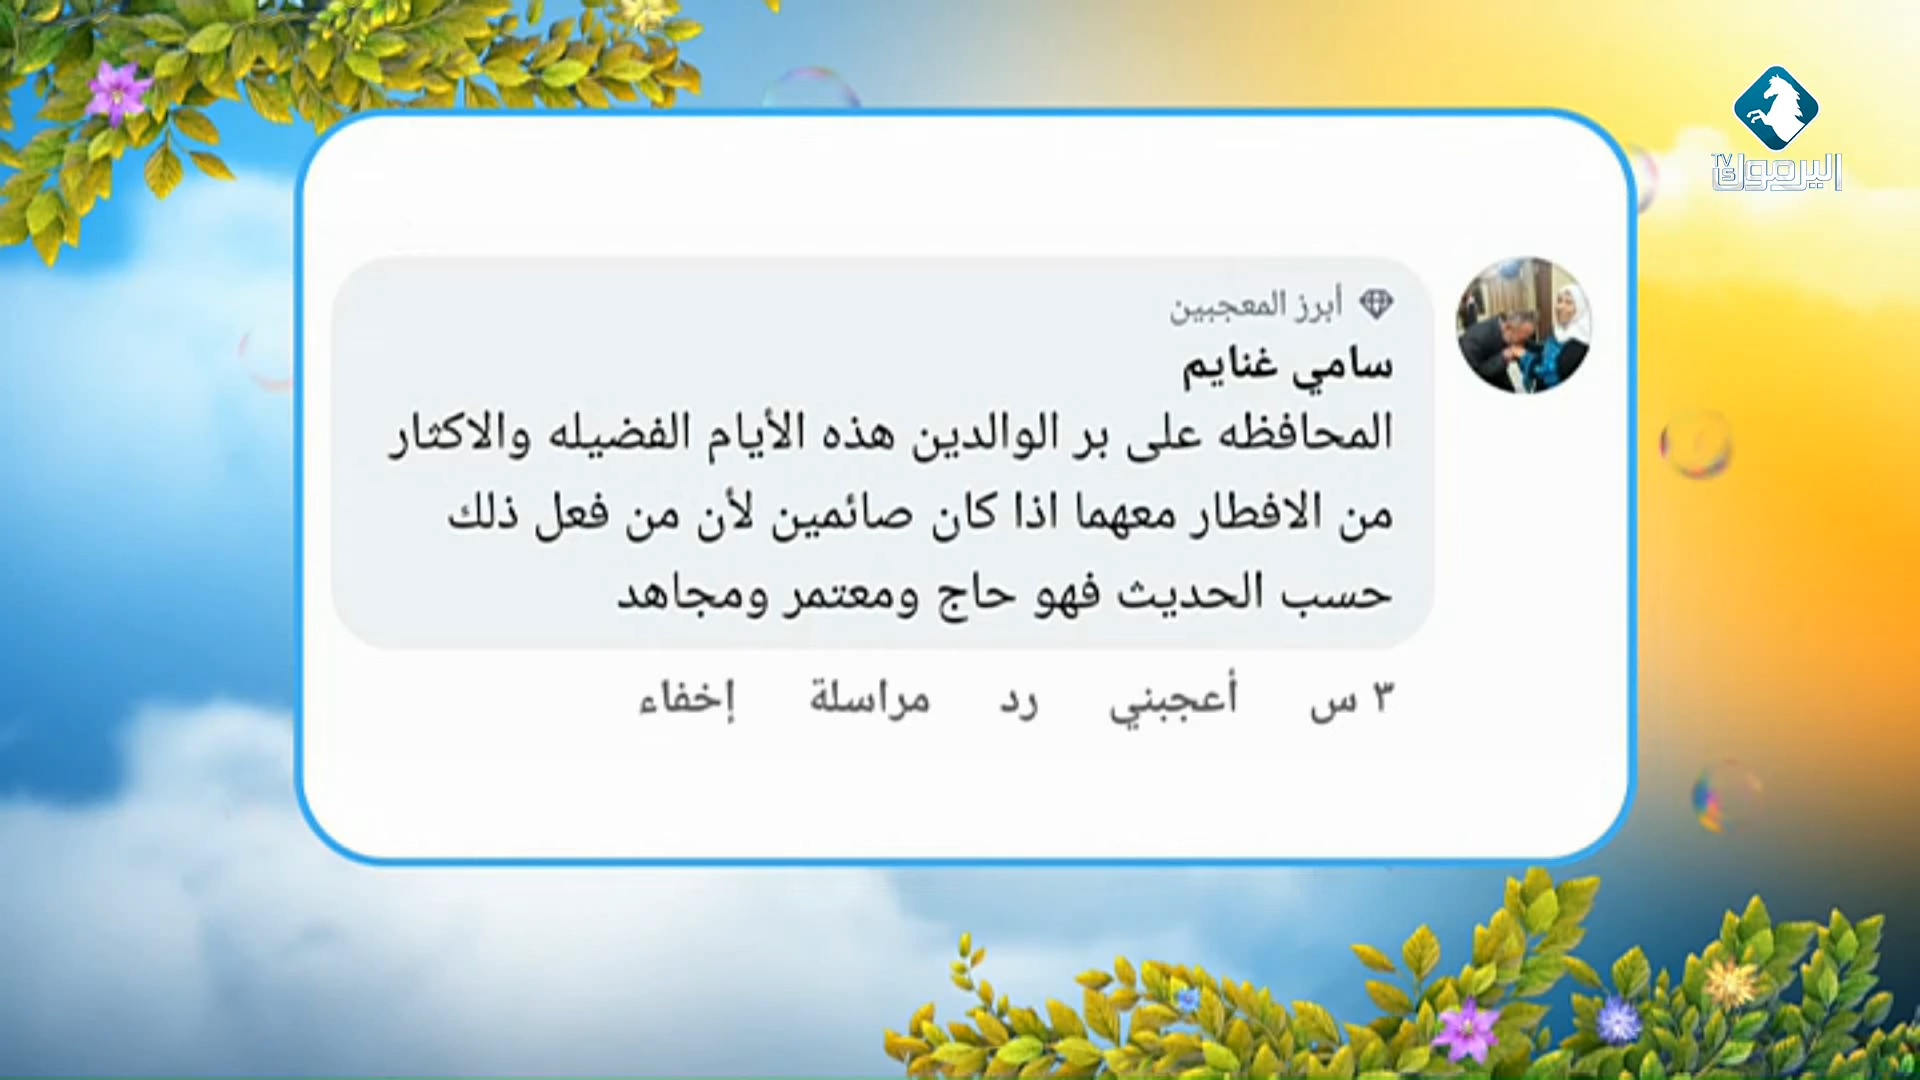 اليرموك
TV
أبرز المعجبين
سامي غنايم
المحافظه على بر الوالدين هذه الأيام الفضيله والاكثار
من الافطار معهما اذا كان صائمين لأن من فعل ذلك
حسب الحديث فهو حاج ومعتمر ومجاهد
٣ س أعجبني رد مراسلة إخفاء